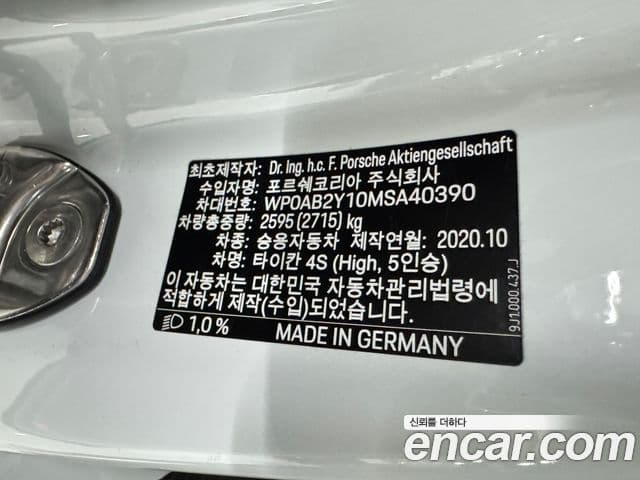 최초제작자: Dr. Ing. h.c. F. Porsche Aktiengesellschaft
수입자명: 포르쉐코리아 주식회사
차대번호: WP0AB2Y10MSA40390
차량총중량: 2595 (2715) kg
차종: 승용자동차 제작연월: 2020.10
차명: 타이칸 4S (High, 5인승)
이 자동차는 대한민국 자동차관리법령에
적합하게 제작(수입)되었습니다.
1,0% MADE IN GERMANY
9J1.000.437.J
신뢰를 더하다
encar.com